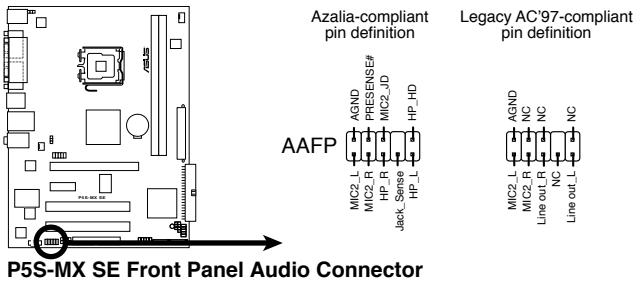 Azalia-compliant
pin definition
Legacy AC'97-compliant
pin definition
AGND
PRESENSE#
MIC2_JD
HP_HD
AGND
NC
NC
NC
AAFP
MIC2_L
MIC2_R
HP_R
Jack_Sense
HP_L
MIC2_L
MIC2_R
Line out_R
NC
Line out_L
ASUS
P5S-MX SE
P5S-MX SE Front Panel Audio Connector